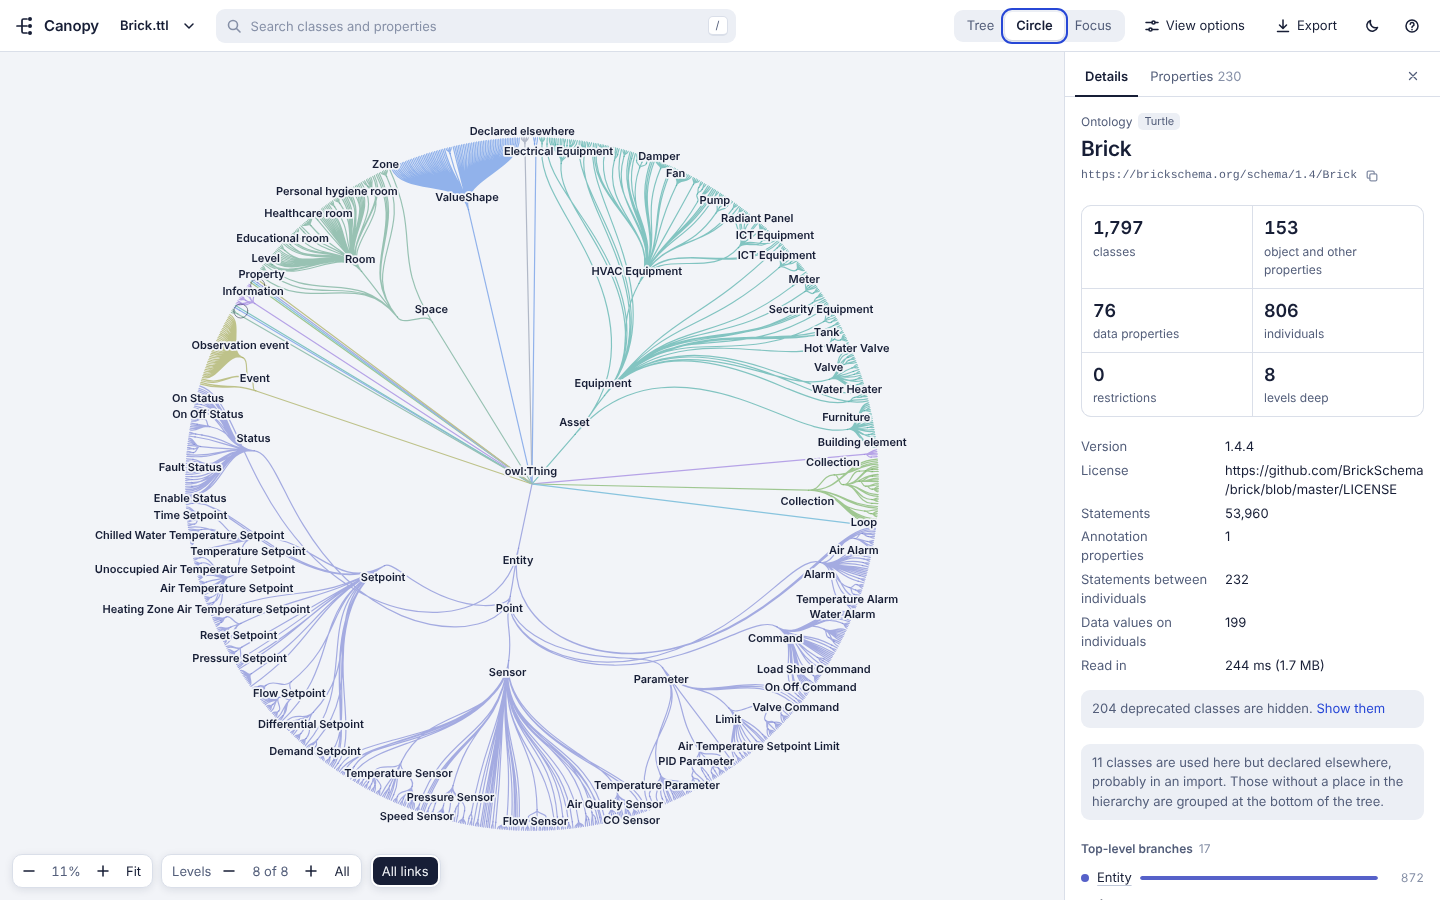 Canopy
Brick.ttl
Search classes and properties
/
Tree
Circle
Focus
View options
Export
Declared elsewhere
Electrical Equipment
Damper
Zone
Fan
ValueShape
Personal hygiene room
Pump
Healthcare room
Radiant Panel
ICT Equipment
Educational room
ICT Equipment
Level
Room
HVAC Equipment
Property
Meter
Information
Space
Security Equipment
Tank
Observation event
Hot Water Valve
Valve
Event
Equipment
Water Heater
On Status
On Off Status
Asset
Furniture
Status
Building element
Fault Status
owl:Thing
Collection
Enable Status
Collection
Time Setpoint
Loop
Chilled Water Temperature Setpoint
Temperature Setpoint
Air Alarm
Entity
Unoccupied Air Temperature Setpoint
Setpoint
Alarm
Air Temperature Setpoint
Temperature Alarm
Heating Zone Air Temperature Setpoint
Point
Water Alarm
Reset Setpoint
Command
Pressure Setpoint
Sensor
Load Shed Command
Parameter
On Off Command
Flow Setpoint
Valve Command
Limit
Differential Setpoint
Air Temperature Setpoint Limit
Demand Setpoint
PID Parameter
Temperature Sensor
Temperature Parameter
Pressure Sensor
Air Quality Sensor
Speed Sensor
Flow Sensor
CO Sensor
11%
Fit
Levels
8 of 8
All
All links
Details
Properties 230
Ontology
Turtle
Brick
https://brickschema.org/schema/1.4/Brick
1,797
classes
153
object and other
properties
76
data properties
806
individuals
0
restrictions
8
levels deep
Version
1.4.4
License
https://github.com/BrickSchema
/brick/blob/master/LICENSE
Statements
53,960
Annotation
properties
1
Statements between
individuals
232
Data values on
individuals
199
Read in
244 ms (1.7 MB)
204 deprecated classes are hidden. Show them
11 classes are used here but declared elsewhere,
probably in an import. Those without a place in the
hierarchy are grouped at the bottom of the tree.
Top-level branches 17
Entity
872